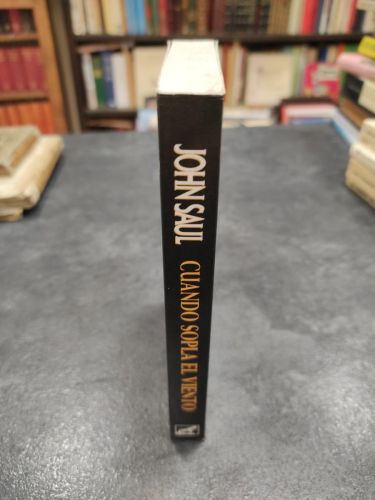 JOHN SAUL
CUANDO SOPLA EL VIENTO